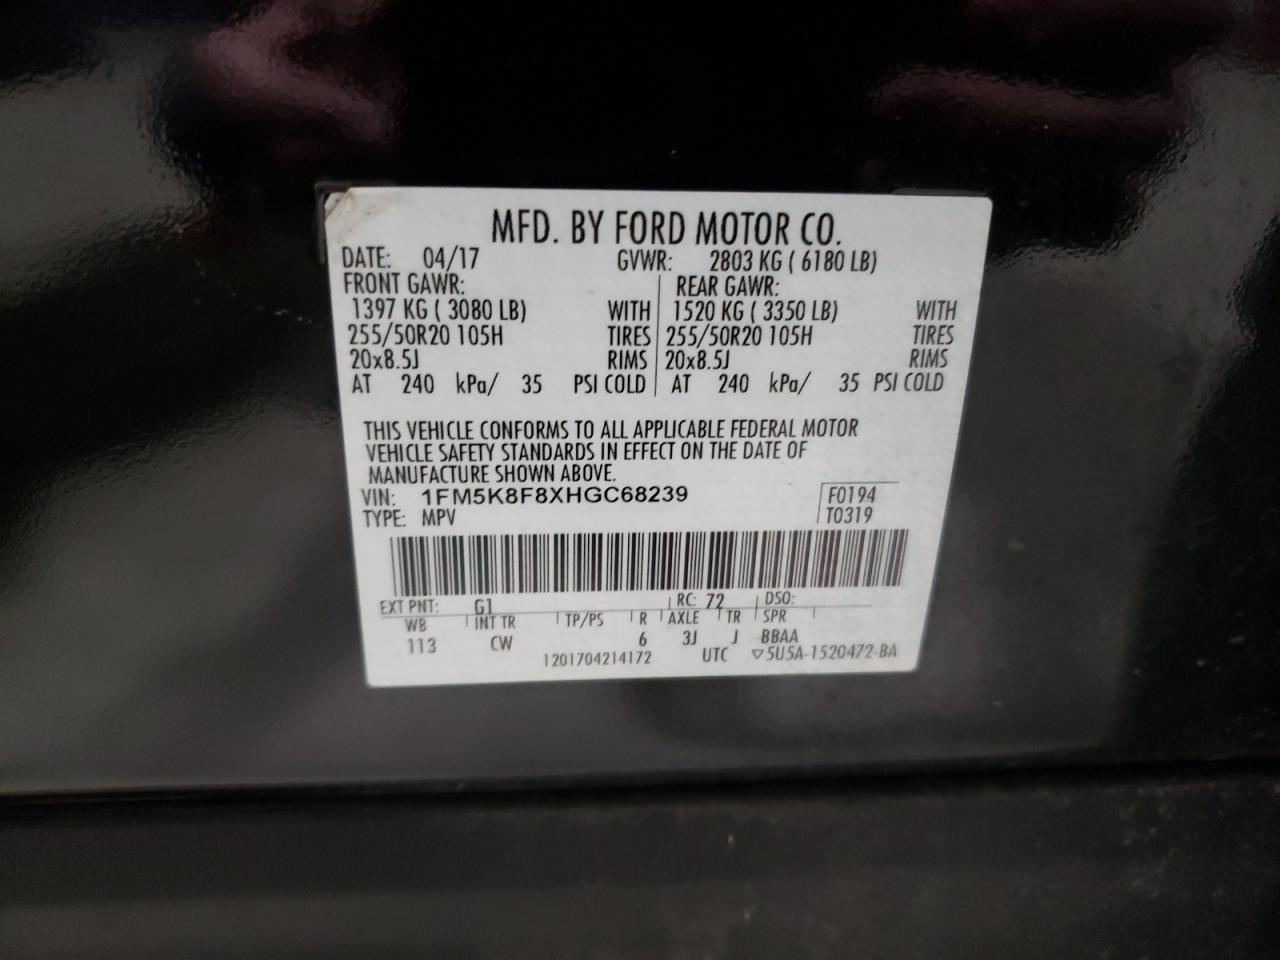 MFD. BY FORD MOTOR CO.
DATE: 04/17 GVWR: 2803 KG ( 6180 LB)
FRONT GAWR: REAR GAWR:
1397 KG ( 3080 LB) WITH 1520 KG ( 3350 LB) WITH
255/50R20 105H TIRES 255/50R20 105H TIRES
20x8.5J RIMS 20x8.5J RIMS
AT 240 kPa/ 35 PSI COLD AT 240 kPa/ 35 PSI COLD
THIS VEHICLE CONFORMS TO ALL APPLICABLE FEDERAL MOTOR
VEHICLE SAFETY STANDARDS IN EFFECT ON THE DATE OF
MANUFACTURE SHOWN ABOVE.
VIN: 1FM5K8F8XHGC68239 F0194
TYPE: MPV T0319
EXT PNT: G1 RC: 72 DSO:
WB INT TR TP/PS R AXLE TR SPR
113 CW 6 3J J BBAA
1201704214172 UTC ▽5U5A-1520472-BA